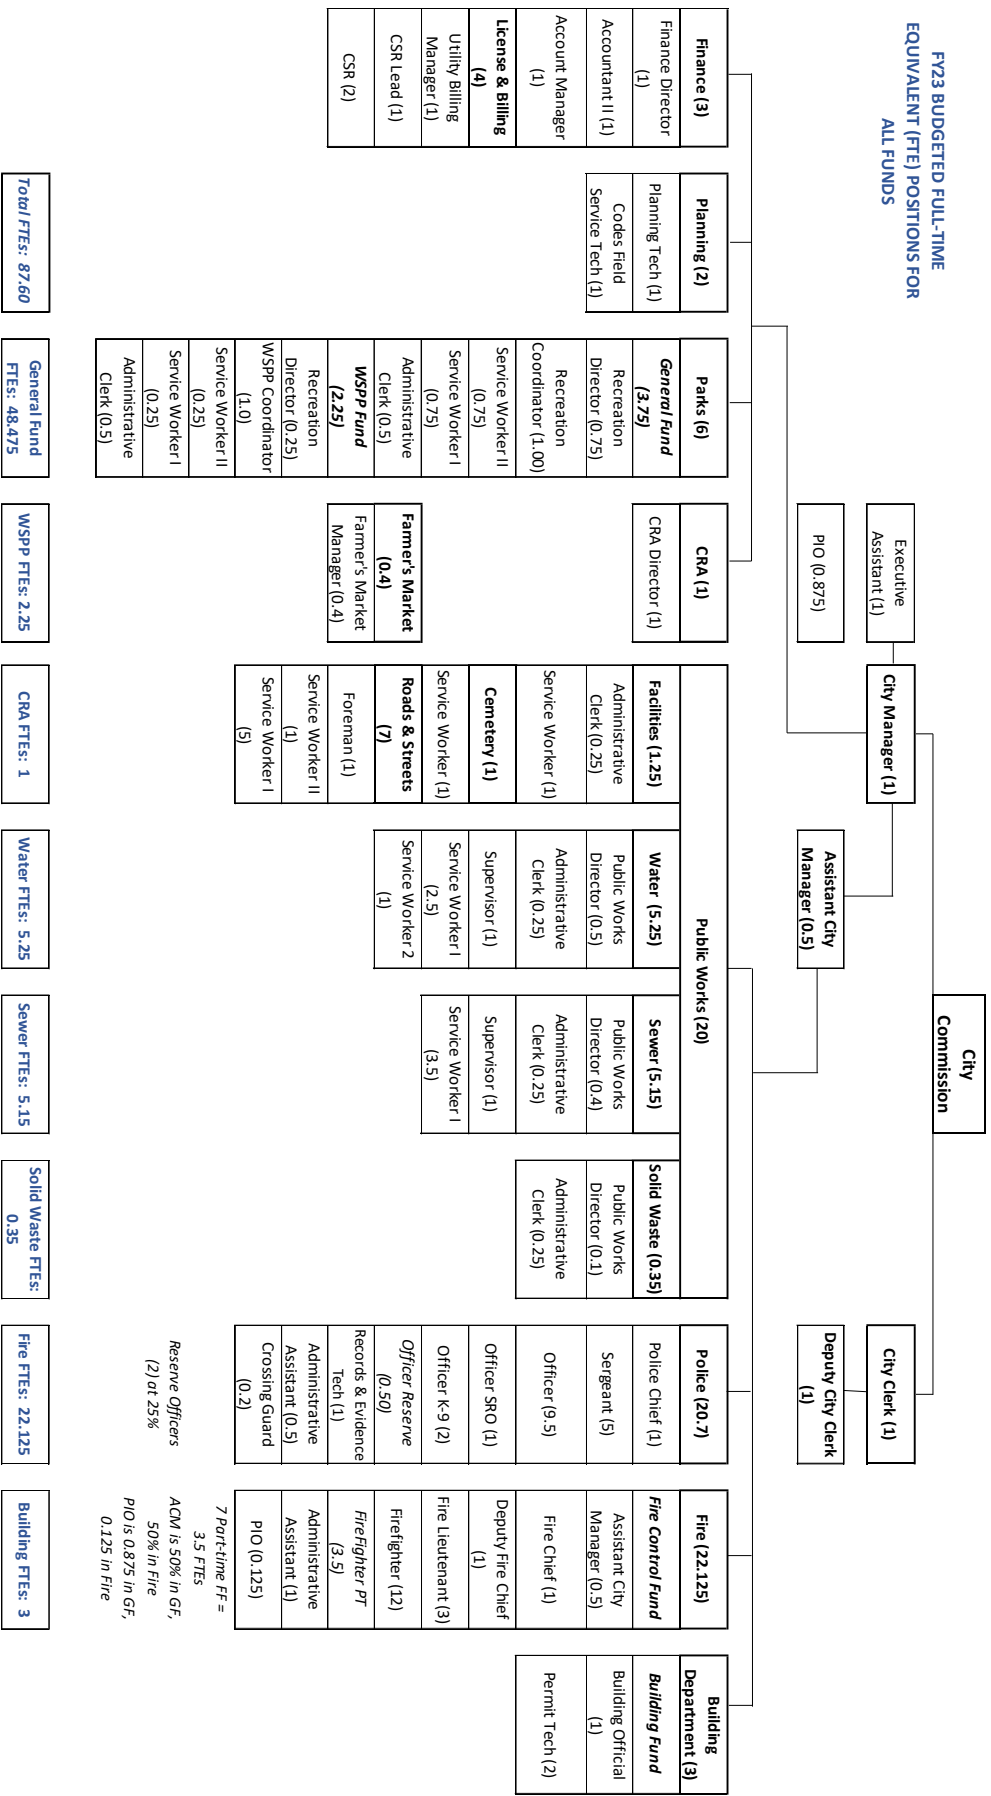 FY23 BUDGETED FULL-TIME
EQUIVALENT (FTE) POSITIONS FOR
ALL FUNDS
City
Commission
Executive
Assistant (1)
City Manager (1)
City Clerk (1)
PIO (0.875)
Assistant City
Manager (0.5)
Deputy City Clerk
(1)
Finance (3)
Finance Director
(1)
Accountant II (1)
Account Manager
(1)
License & Billing
(4)
Utility Billing
Manager (1)
CSR Lead (1)
CSR (2)
Planning (2)
Planning Tech (1)
Codes Field
Service Tech (1)
Parks (6)
General Fund
(3.75)
Recreation
Director (0.75)
Recreation
Coordinator (1.00)
Service Worker II
(0.75)
Service Worker I
(0.75)
Administrative
Clerk (0.5)
WSPP Fund
(2.25)
Recreation
Director (0.25)
WSPP Coordinator
(1.0)
Service Worker II
(0.25)
Service Worker I
(0.25)
Administrative
Clerk (0.5)
CRA (1)
CRA Director (1)
Farmer's Market
(0.4)
Farmer's Market
Manager (0.4)
Public Works (20)
Facilities (1.25)
Administrative
Clerk (0.25)
Service Worker (1)
Cemetery (1)
Service Worker (1)
Roads & Streets
(7)
Foreman (1)
Service Worker II
(1)
Service Worker I
(5)
Water (5.25)
Public Works
Director (0.5)
Administrative
Clerk (0.25)
Supervisor (1)
Service Worker I
(2.5)
Service Worker 2
(1)
Sewer (5.15)
Public Works
Director (0.4)
Administrative
Clerk (0.25)
Supervisor (1)
Service Worker I
(3.5)
Solid Waste (0.35)
Public Works
Director (0.1)
Administrative
Clerk (0.25)
Police (20.7)
Police Chief (1)
Sergeant (5)
Officer (9.5)
Officer SRO (1)
Officer K-9 (2)
Officer Reserve
(0.50)
Records & Evidence
Tech (1)
Administrative
Assistant (0.5)
Crossing Guard
(0.2)
Reserve Officers
(2) at 25%
Fire (22.125)
Fire Control Fund
Assistant City
Manager (0.5)
Fire Chief (1)
Deputy Fire Chief
(1)
Fire Lieutenant (3)
Firefighter (12)
FireFighter PT
(3.5)
Administrative
Assistant (1)
PIO (0.125)
7 Part-time FF =
3.5 FTEs
ACM is 50% in GF,
50% in Fire
PIO is 0.875 in GF,
0.125 in Fire
Building
Department (3)
Building Fund
Building Official
(1)
Permit Tech (2)
Total FTEs: 87.60
General Fund
FTEs: 48.475
WSPP FTEs: 2.25
CRA FTEs: 1
Water FTEs: 5.25
Sewer FTEs: 5.15
Solid Waste FTEs:
0.35
Fire FTEs: 22.125
Building FTEs: 3